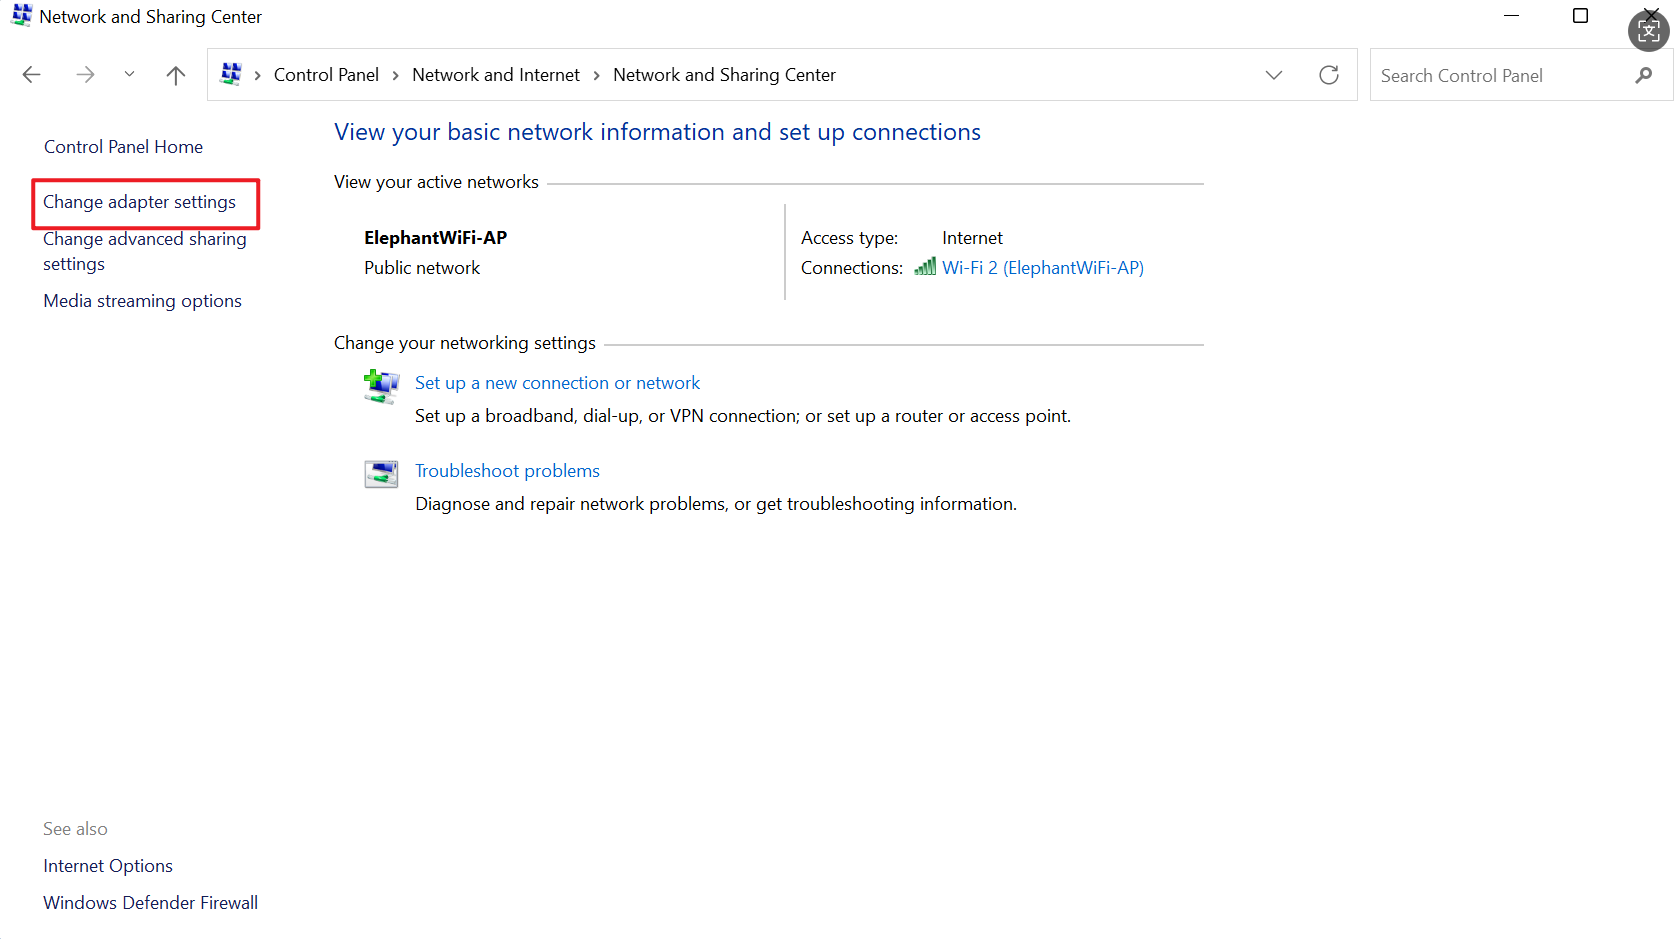 Network and Sharing Center
Control Panel > Network and Internet > Network and Sharing Center
Search Control Panel
Control Panel Home
Change adapter settings
Change advanced sharing
settings
Media streaming options
View your basic network information and set up connections
View your active networks
ElephantWiFi-AP
Public network
Access type: Internet
Connections: Wi-Fi 2 (ElephantWiFi-AP)
Change your networking settings
Set up a new connection or network
Set up a broadband, dial-up, or VPN connection; or set up a router or access point.
Troubleshoot problems
Diagnose and repair network problems, or get troubleshooting information.
See also
Internet Options
Windows Defender Firewall
文